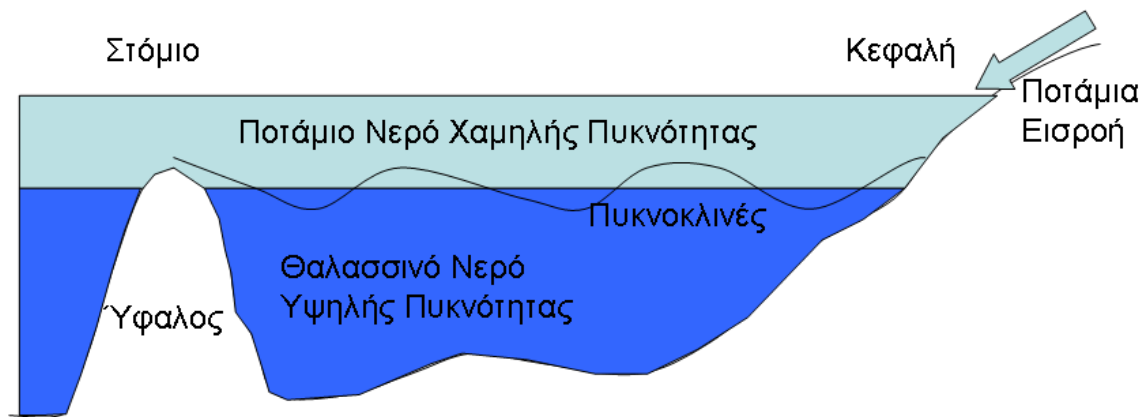 Στόμιο
Κεφαλή
Ποτάμια
Εισροή
Ποτάμιο Νερό Χαμηλής Πυκνότητας
Πυκνοκλινές
Θαλασσινό Νερό
Υψηλής Πυκνότητας
Ύφαλος